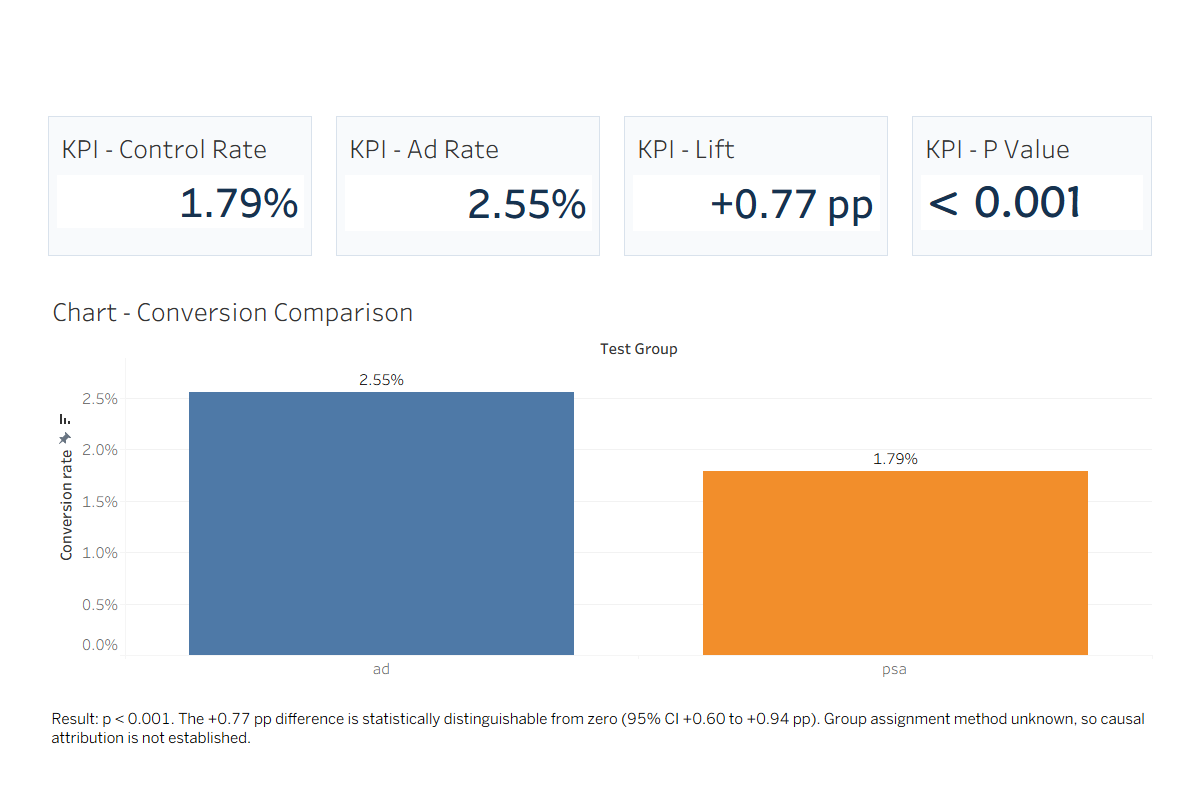 KPI - Control Rate
1.79%
KPI - Ad Rate
2.55%
KPI - Lift
+0.77 pp
KPI - P Value
< 0.001
Chart - Conversion Comparison
Test Group
2.55%
1.79%
Conversion rate
2.5%
2.0%
1.5%
1.0%
0.5%
0.0%
ad
psa
Result: p < 0.001. The +0.77 pp difference is statistically distinguishable from zero (95% CI +0.60 to +0.94 pp). Group assignment method unknown, so causal
attribution is not established.